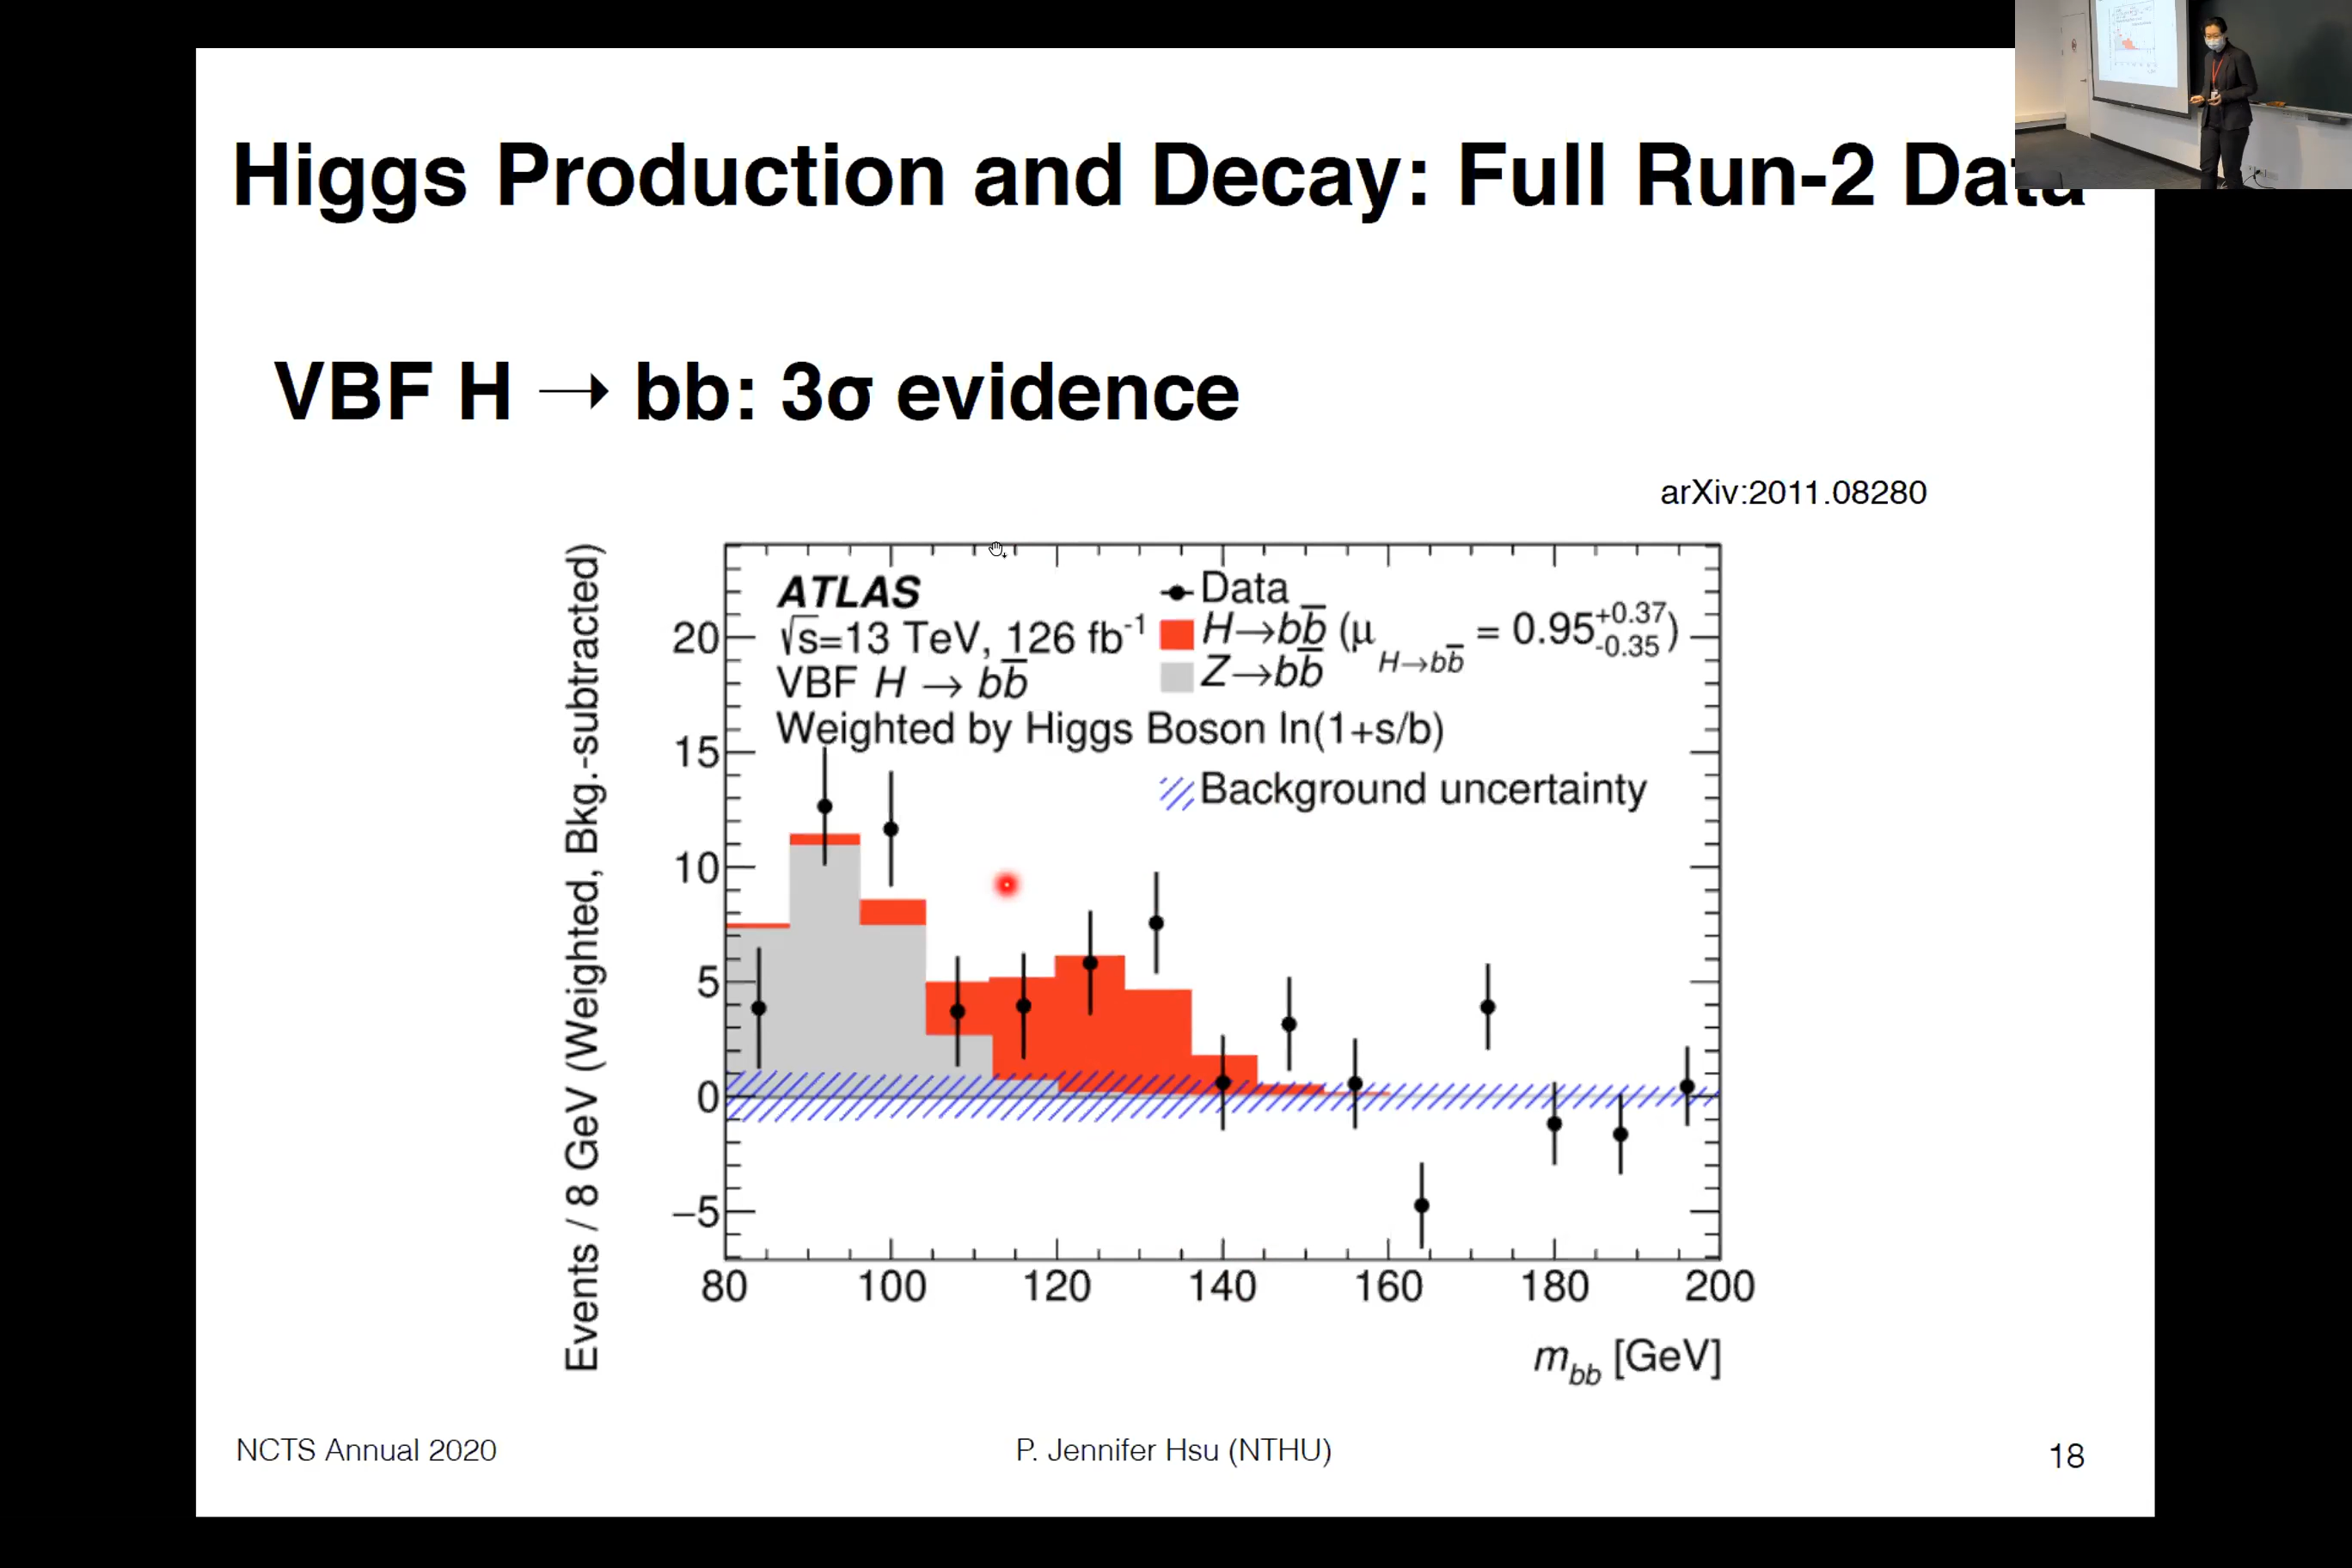 Higgs Production and Decay: Full Run-2 Data
VBF H → bb: 3σ evidence
arXiv:2011.08280
Events / 8 GeV (Weighted, Bkg.-subtracted)
ATLAS
√s=13 TeV, 126 fb⁻¹
VBF H → bb̅
Weighted by Higgs Boson ln(1+s/b)
Data
H→bb̅ (μ_H→bb̅ = 0.95 +0.37 -0.35)
Z→bb̅
Background uncertainty
20
15
10
5
0
−5
80 100 120 140 160 180 200
m_bb [GeV]
NCTS Annual 2020
P. Jennifer Hsu (NTHU)
18